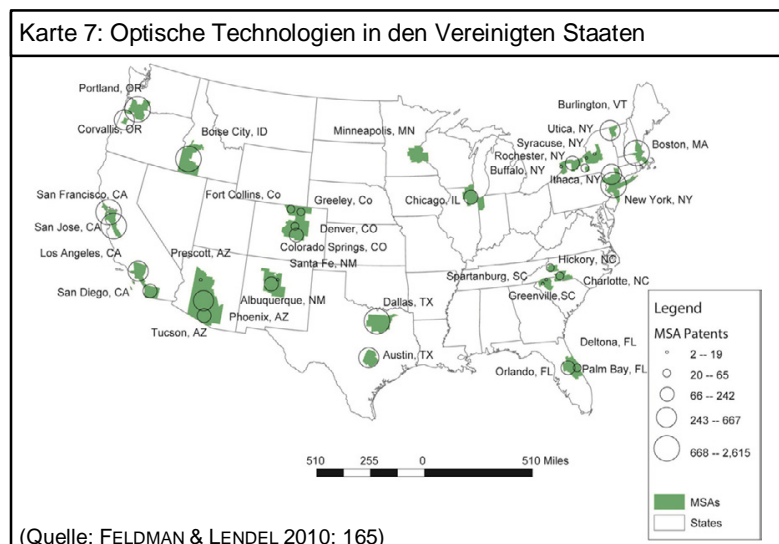 Karte 7: Optische Technologien in den Vereinigten Staaten
Portland, OR
Corvallis, OR
Boise City, ID
Minneapolis, MN
Burlington, VT
Utica, NY
Syracuse, NY
Rochester, NY
Buffalo, NY
Boston, MA
Ithaca, NY
New York, NY
San Francisco, CA
San Jose, CA
Los Angeles, CA
San Diego, CA
Fort Collins, Co
Greeley, Co
Chicago, IL
Denver, CO
Colorado Springs, CO
Prescott, AZ
Santa Fe, NM
Albuquerque, NM
Phoenix, AZ
Tucson, AZ
Dallas, TX
Austin, TX
Hickory, NC
Spartanburg, SC
Charlotte, NC
Greenville,SC
Deltona, FL
Orlando, FL
Palm Bay, FL
Legend
MSA Patents
2 -- 19
20 -- 65
66 -- 242
243 -- 667
668 -- 2,615
MSAs
States
510 255 0 510 Miles
(Quelle: FELDMAN & LENDEL 2010: 165)